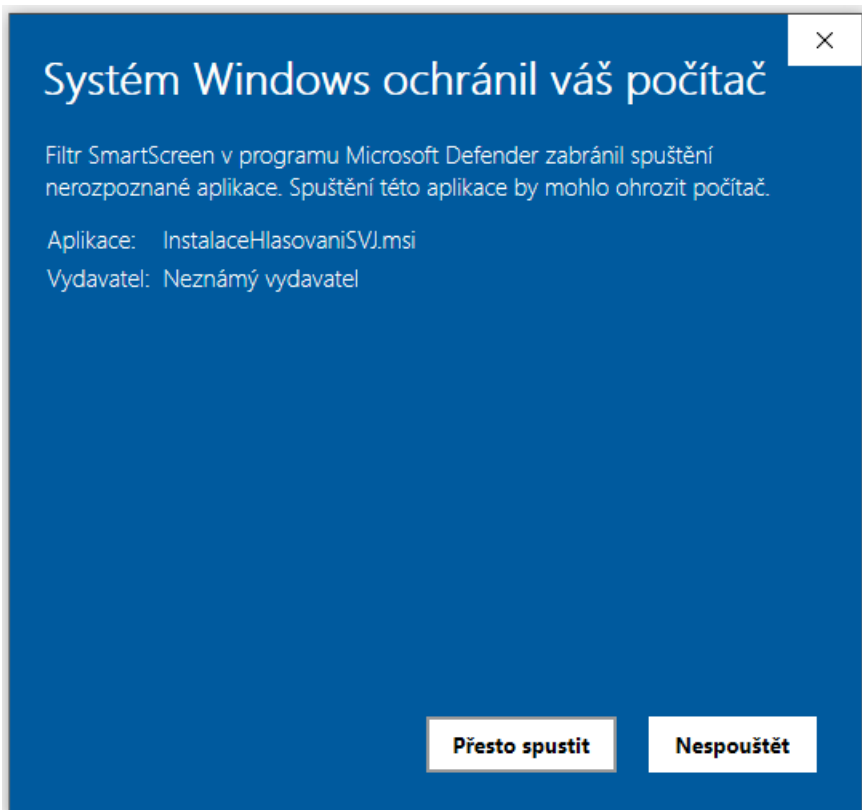 Systém Windows ochránil váš počítač
Filtr SmartScreen v programu Microsoft Defender zabránil spuštění
nerozpoznané aplikace. Spuštění této aplikace by mohlo ohrozit počítač.
Aplikace: InstalaceHlasovaniSVJ.msi
Vydavatel: Neznámý vydavatel
Přesto spustit Nespouštět